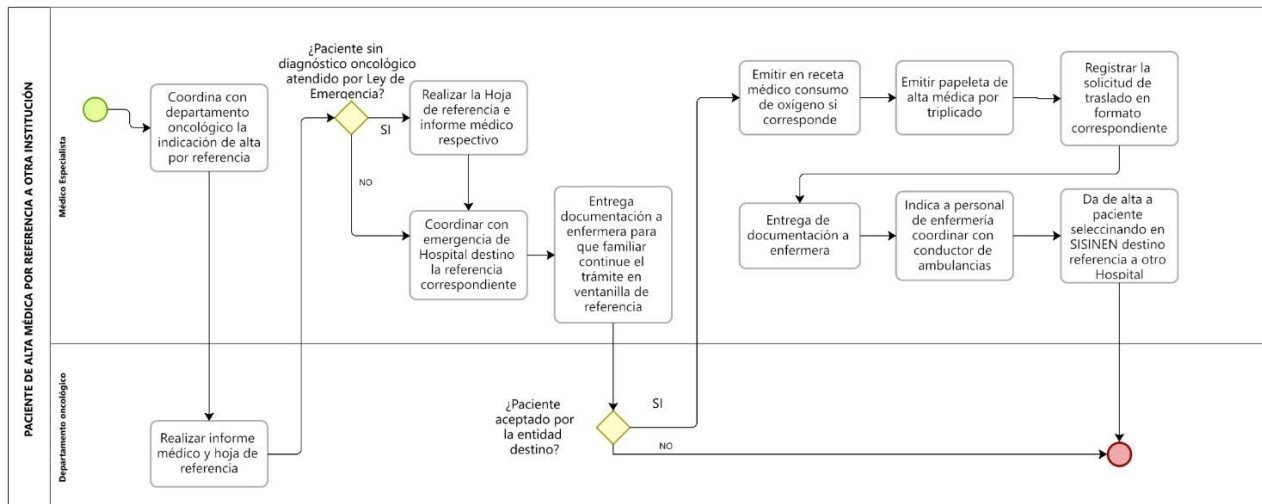 PACIENTE DE ALTA MÉDICA POR REFERENCIA A OTRA INSTITUCIÓN
Médico Especialista
Coordina con
departamento oncológico
la indicación de alta
por referencia
¿Paciente sin
diagnóstico oncológico
atendido por Ley de
Emergencia?
SI
NO
Realizar la Hoja
de referencia e
informe médico
respectivo
Coordinar con
emergencia de
Hospital destino
la referencia
correspondiente
Entrega
documentación a
enfermera para
que familiar
continue el
trámite en
ventanilla de
referencia
Emitir en receta
médico consumo
de oxígeno si
corresponde
Emitir papeleta de
alta médica por
triplicado
Registrar la
solicitud de
traslado en
formato
correspondiente
Entrega de
documentación a
enfermera
Indica a personal
de enfermería
coordinar con
conductor de
ambulancias
Da de alta a
paciente
seleccinando en
SISINEN destino
referencia a otro
Hospital
Departamento oncológico
Realizar informe
médico y hoja de
referencia
¿Paciente
aceptado por
la entidad
destino?
SI
NO